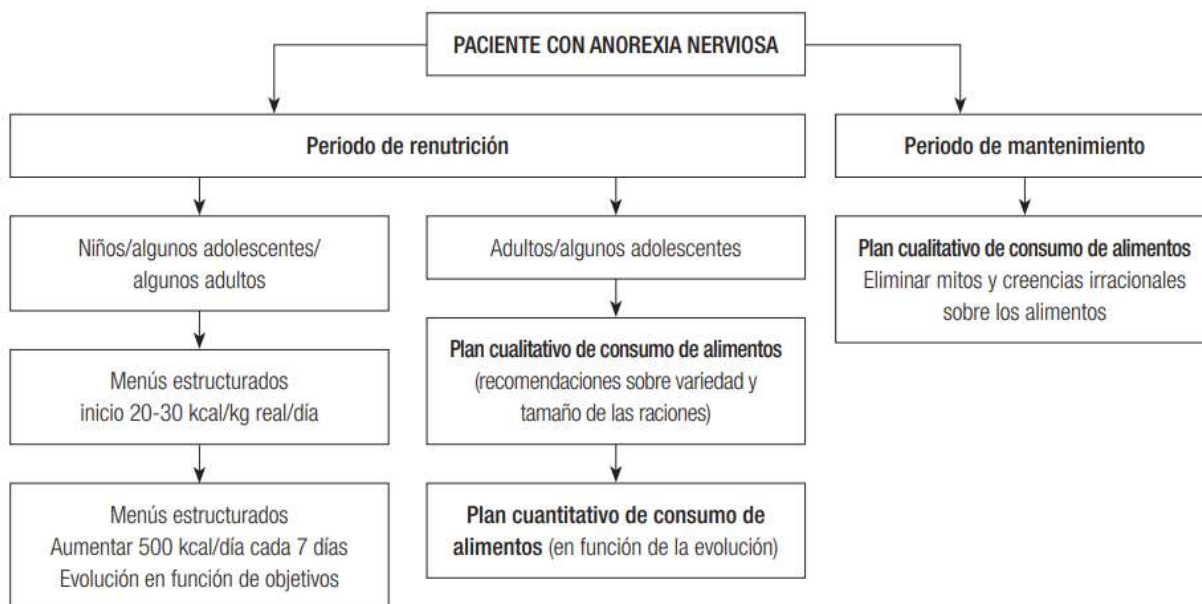 PACIENTE CON ANOREXIA NERVIOSA
Periodo de renutrición
Periodo de mantenimiento
Niños/algunos adolescentes/
algunos adultos
Adultos/algunos adolescentes
Plan cualitativo de consumo de alimentos
Eliminar mitos y creencias irracionales
sobre los alimentos
Menús estructurados
inicio 20-30 kcal/kg real/día
Plan cualitativo de consumo de alimentos
(recomendaciones sobre variedad y
tamaño de las raciones)
Menús estructurados
Aumentar 500 kcal/día cada 7 días
Evolución en función de objetivos
Plan cuantitativo de consumo de
alimentos (en función de la evolución)